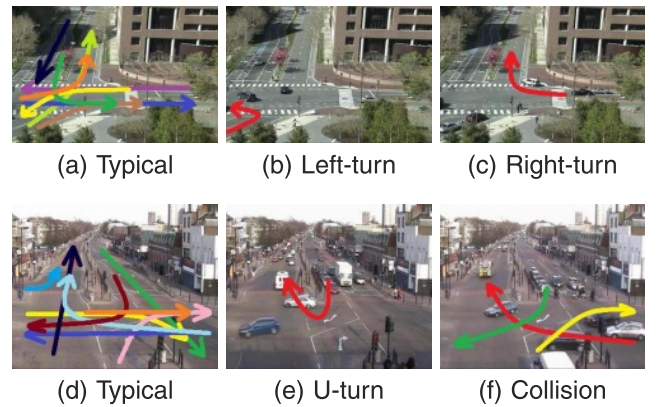 (a) Typical
(b) Left-turn
(c) Right-turn
(d) Typical
(e) U-turn
(f) Collision